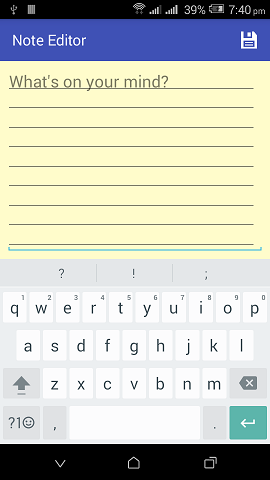 39% 7:40 pm
Note Editor
What's on your mind?
? ! ;
1 2 3 4 5 6 7 8 9 0
q w e r t y u i o p
a s d f g h j k l
z x c v b n m
?1☺ , .